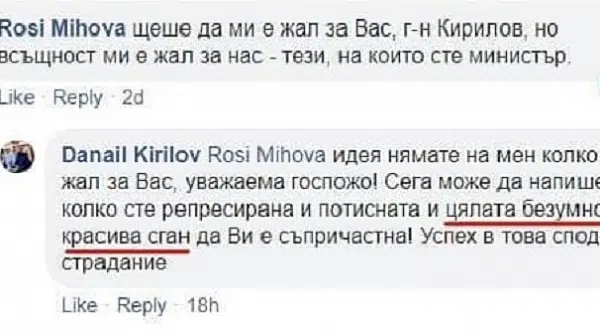 Rosi Mihova щеше да ми е жал за Вас, г-н Кирилов, но
всъщност ми е жал за нас - тези, на които сте министър.
Like · Reply · 2d
Danail Kirilov Rosi Mihova идея нямате на мен колко
жал за Вас, уважаема госпожо! Сега може да напише
колко сте репресирана и потисната и цялата безумно
красива сган да Ви е съпричастна! Успех в това спод
страдание
Like · Reply · 18h